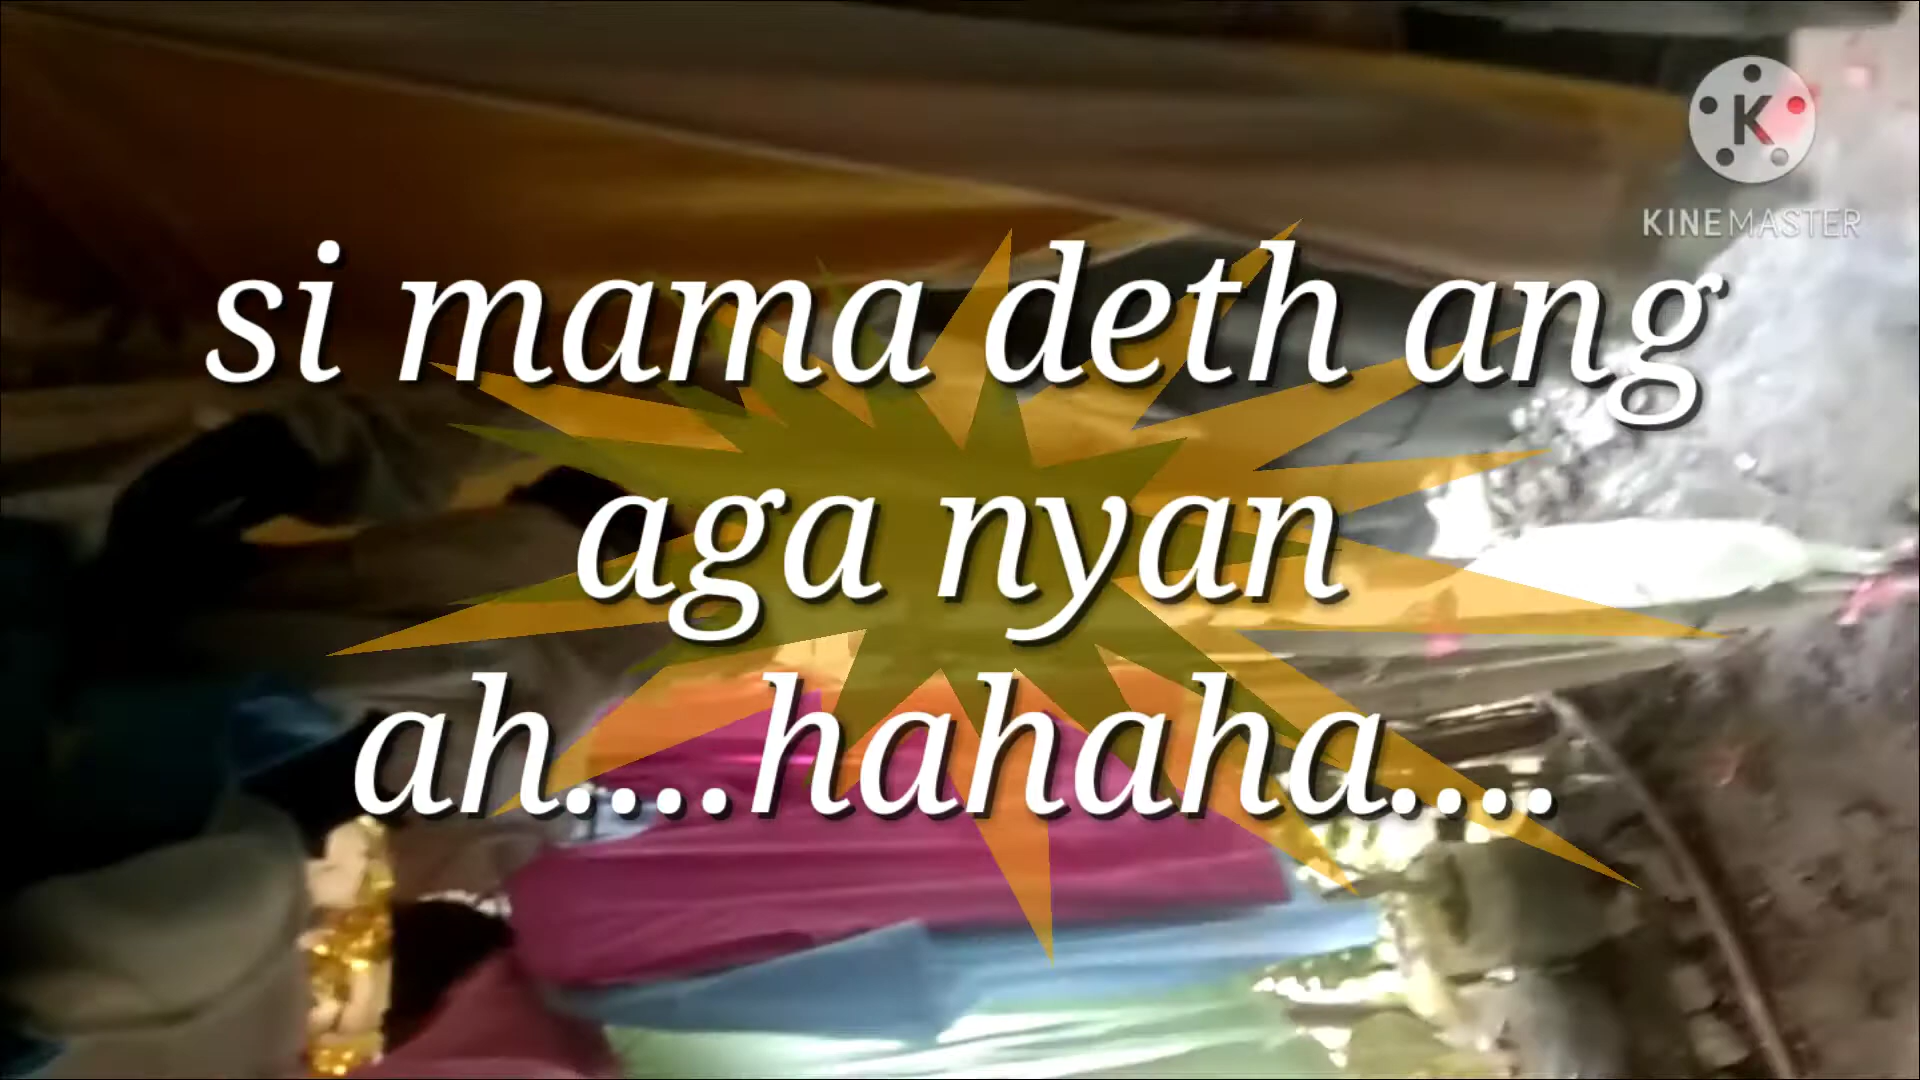 K
KINEMASTER
si mama deth ang
aga nyan
ah....hahaha....